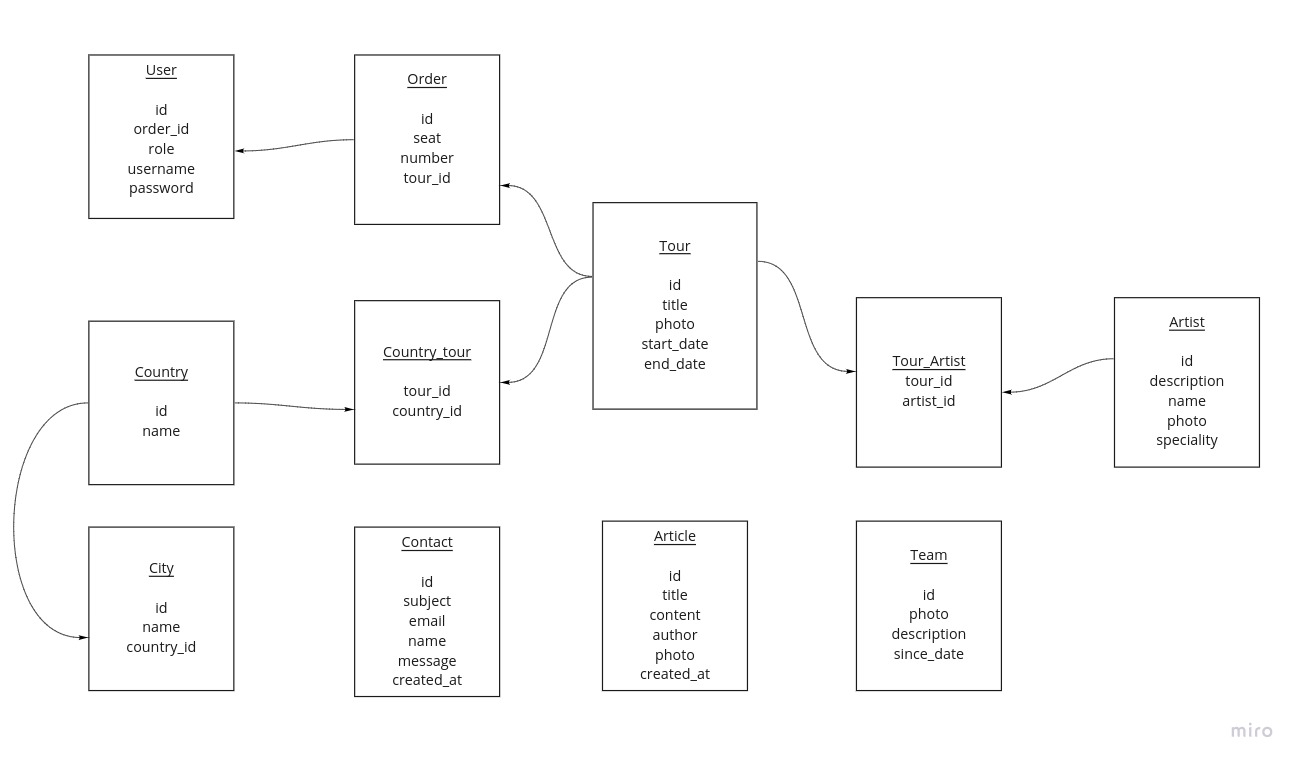 User
id
order_id
role
username
password
Order
id
seat
number
tour_id
Tour
id
title
photo
start_date
end_date
Country
id
name
Country_tour
tour_id
country_id
Tour_Artist
tour_id
artist_id
Artist
id
description
name
photo
speciality
City
id
name
country_id
Contact
id
subject
email
name
message
created_at
Article
id
title
content
author
photo
created_at
Team
id
photo
description
since_date
miro